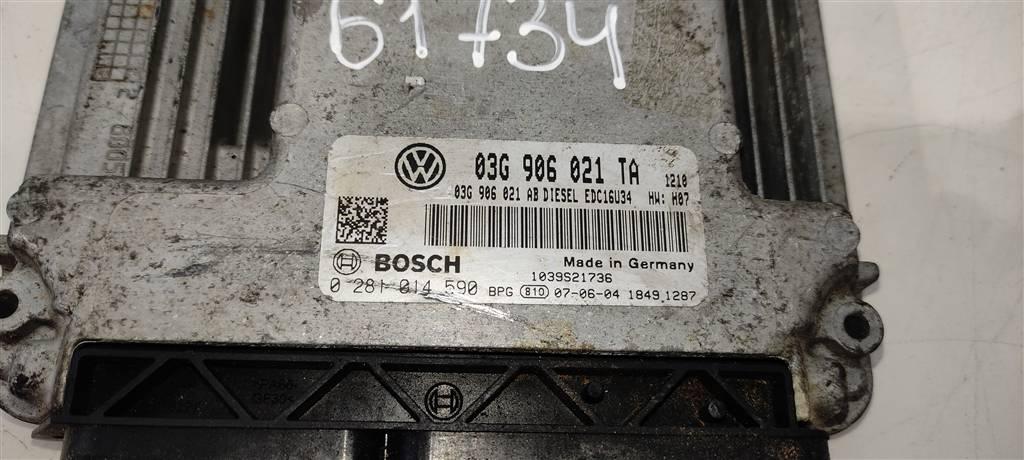 61734
03G 906 021 TA 1210
03G 906 021 AB DIESEL EDC16U34 HW: H07
BOSCH Made in Germany
1039S21736
0 281 014 590 BPG 810 07-06-04 1849 1287